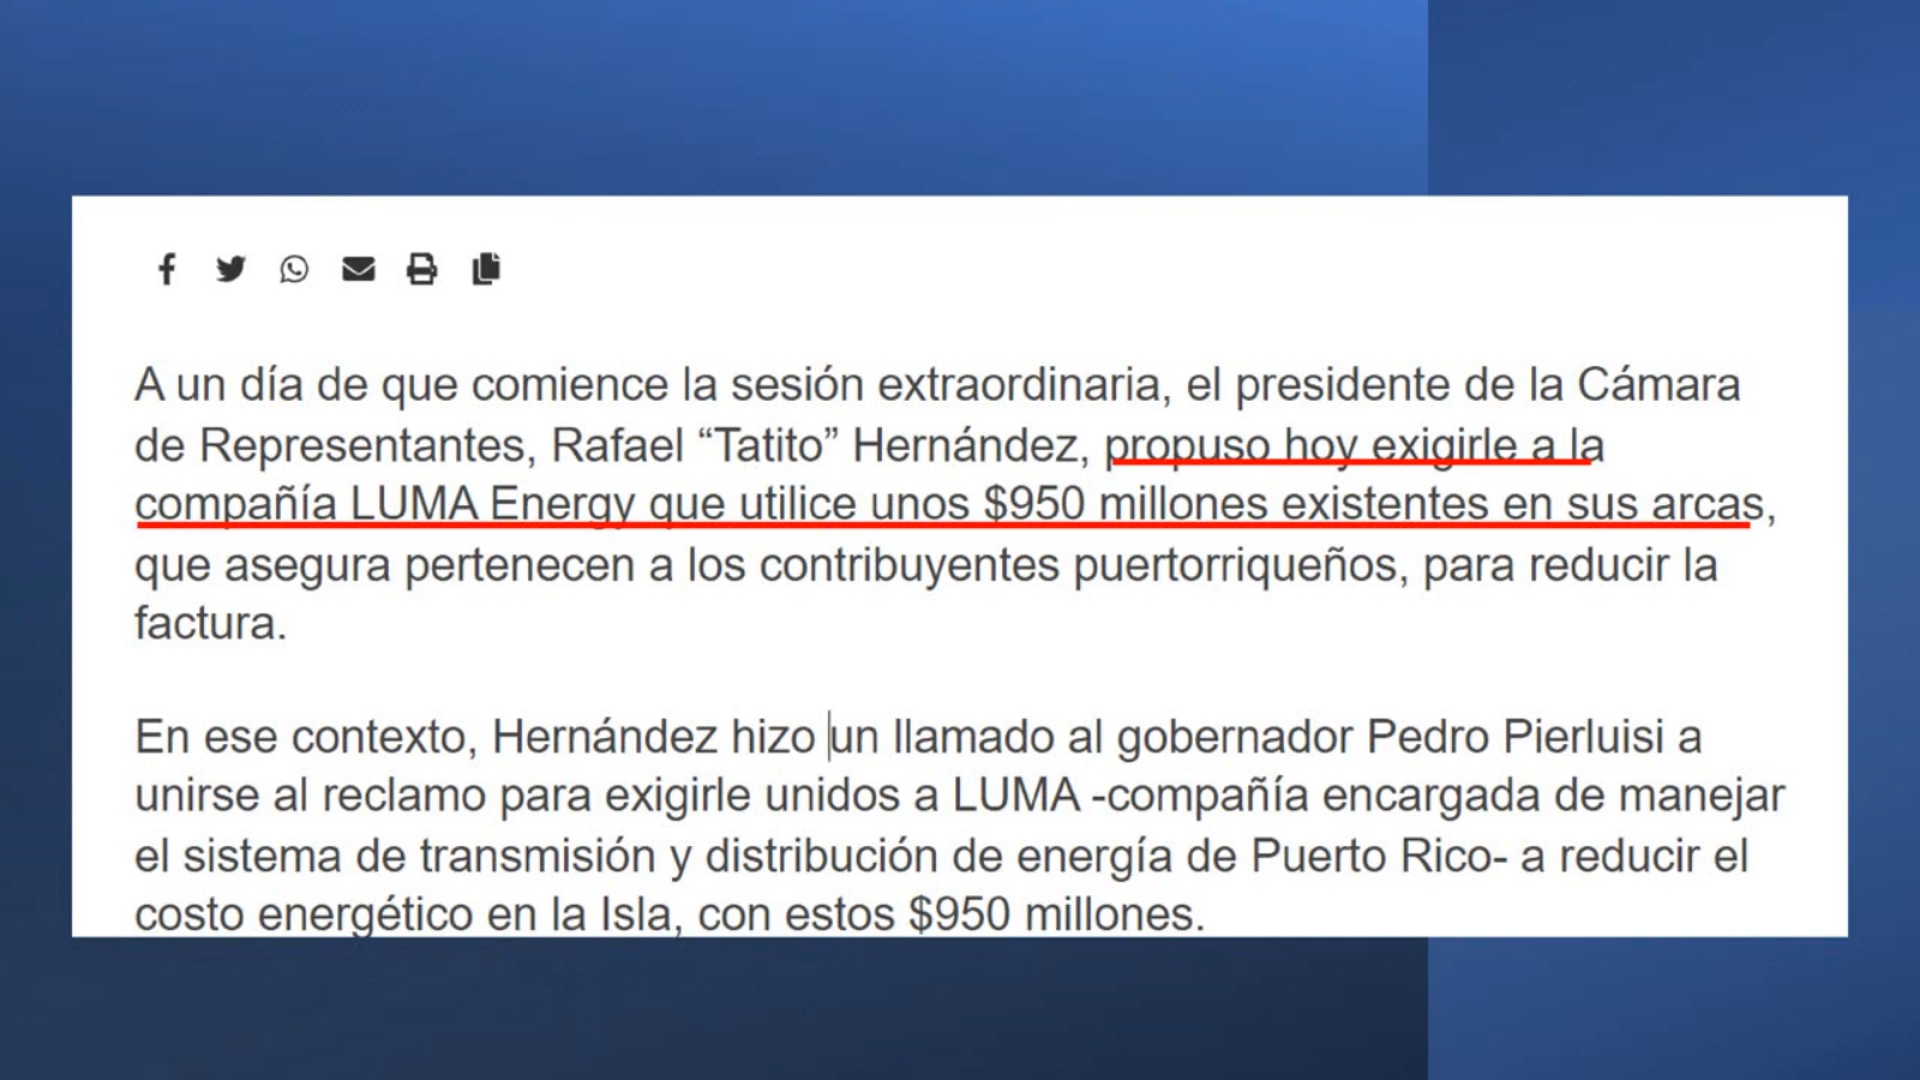 A un día de que comience la sesión extraordinaria, el presidente de la Cámara
de Representantes, Rafael “Tatito” Hernández, propuso hoy exigirle a la
compañía LUMA Energy que utilice unos $950 millones existentes en sus arcas,
que asegura pertenecen a los contribuyentes puertorriqueños, para reducir la
factura.
En ese contexto, Hernández hizo un llamado al gobernador Pedro Pierluisi a
unirse al reclamo para exigirle unidos a LUMA -compañía encargada de manejar
el sistema de transmisión y distribución de energía de Puerto Rico- a reducir el
costo energético en la Isla, con estos $950 millones.